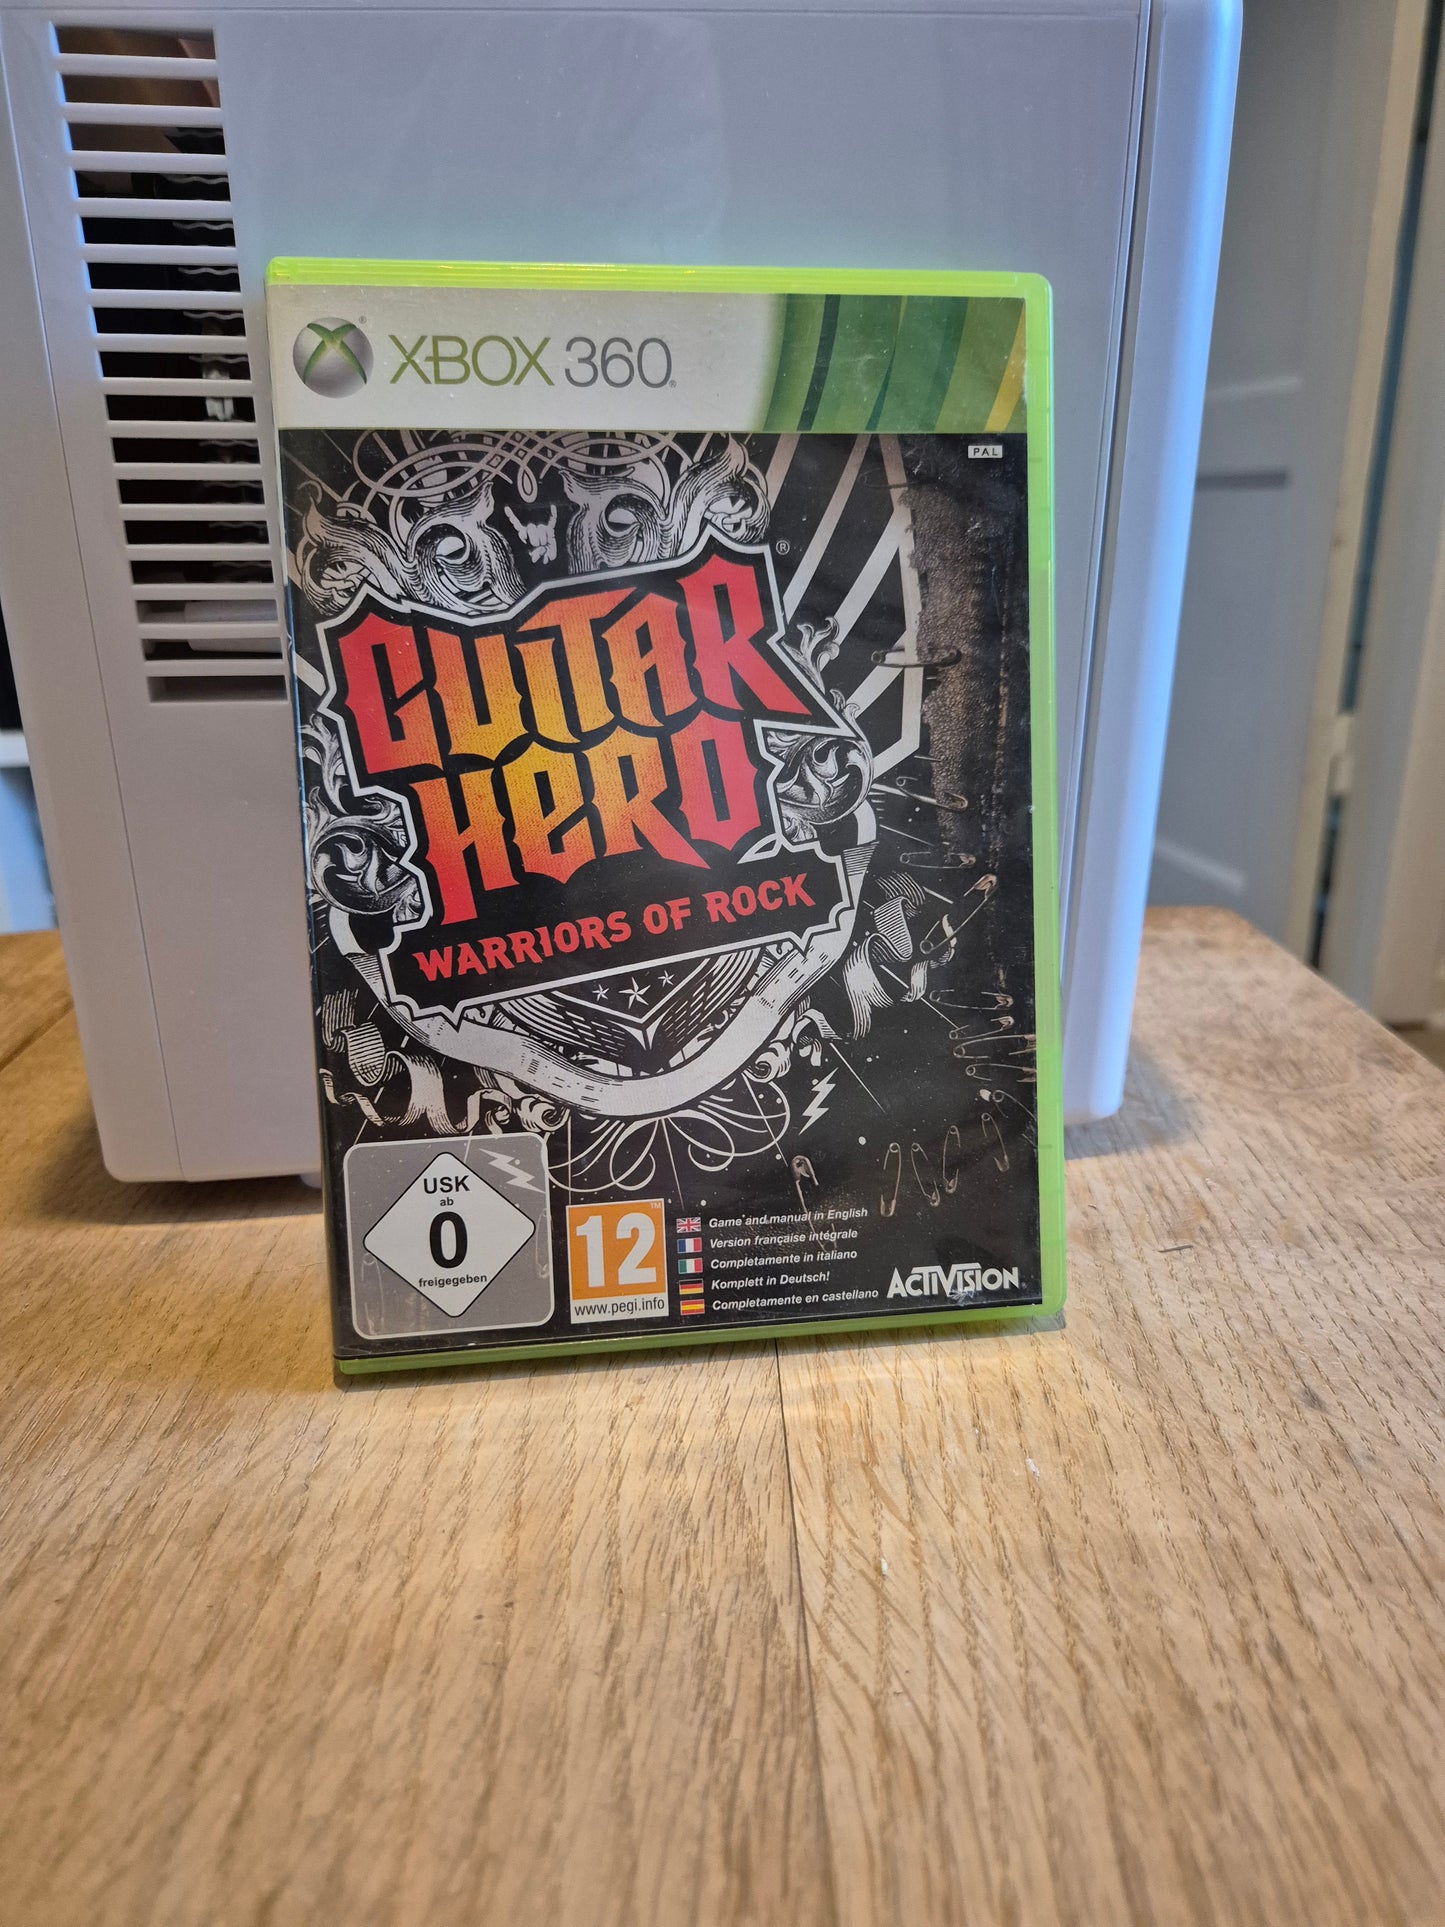 XBOX 360
PAL
GUITAR
HERO
WARRIORS OF ROCK
USK
ab
0
freigegeben
12
www.pegi.info
Game and manual in English
Version française intégrale
Completamente in italiano
Komplett in Deutsch!
Completamente en castellano
ACTIVISION